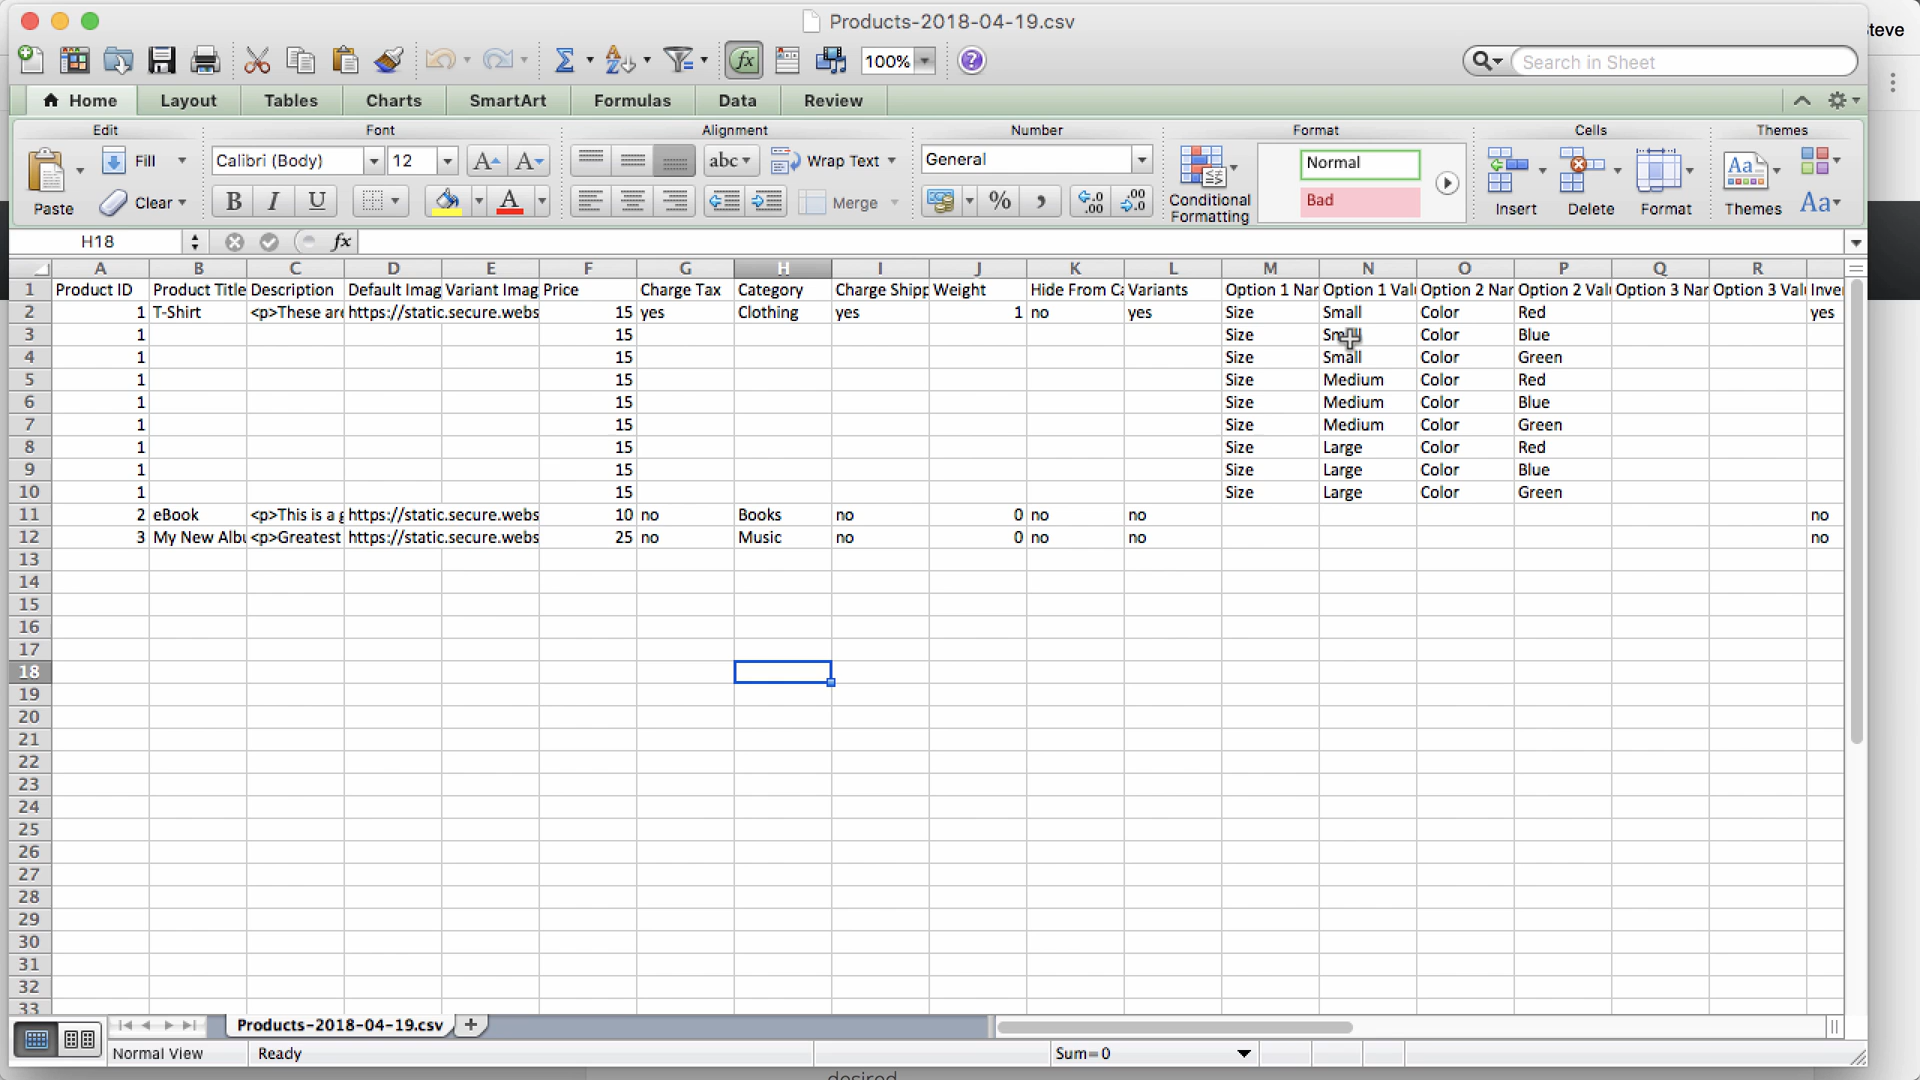 Products-2018-04-19.csv
teve
100%
Search in Sheet
Home Layout Tables Charts SmartArt Formulas Data Review
Edit Font Alignment Number Format Cells Themes
Fill Calibri (Body) 12 A A abc Wrap Text General Normal
Paste Clear B I U A Merge % Conditional Formatting Bad Insert Delete Format Themes Aa
H18 fx
A B C D E F G H I J K L M N O P Q R
1 Product ID Product Title Description Default Imag Variant Imag Price Charge Tax Category Charge Shipp Weight Hide From Ca Variants Option 1 Nar Option 1 Valu Option 2 Nar Option 2 Valu Option 3 Nar Option 3 Valu Inve
2 1 T-Shirt <p>These are https://static.secure.webs 15 yes Clothing yes 1 no yes Size Small Color Red yes
3 1 15 Size Small Color Blue
4 1 15 Size Small Color Green
5 1 15 Size Medium Color Red
6 1 15 Size Medium Color Blue
7 1 15 Size Medium Color Green
8 1 15 Size Large Color Red
9 1 15 Size Large Color Blue
10 1 15 Size Large Color Green
11 2 eBook <p>This is a g https://static.secure.webs 10 no Books no 0 no no no
12 3 My New Albu <p>Greatest https://static.secure.webs 25 no Music no 0 no no no
13
14
15
16
17
18
19
20
21
22
23
24
25
26
27
28
29
30
31
32
33
Products-2018-04-19.csv
Normal View Ready Sum=0
desired